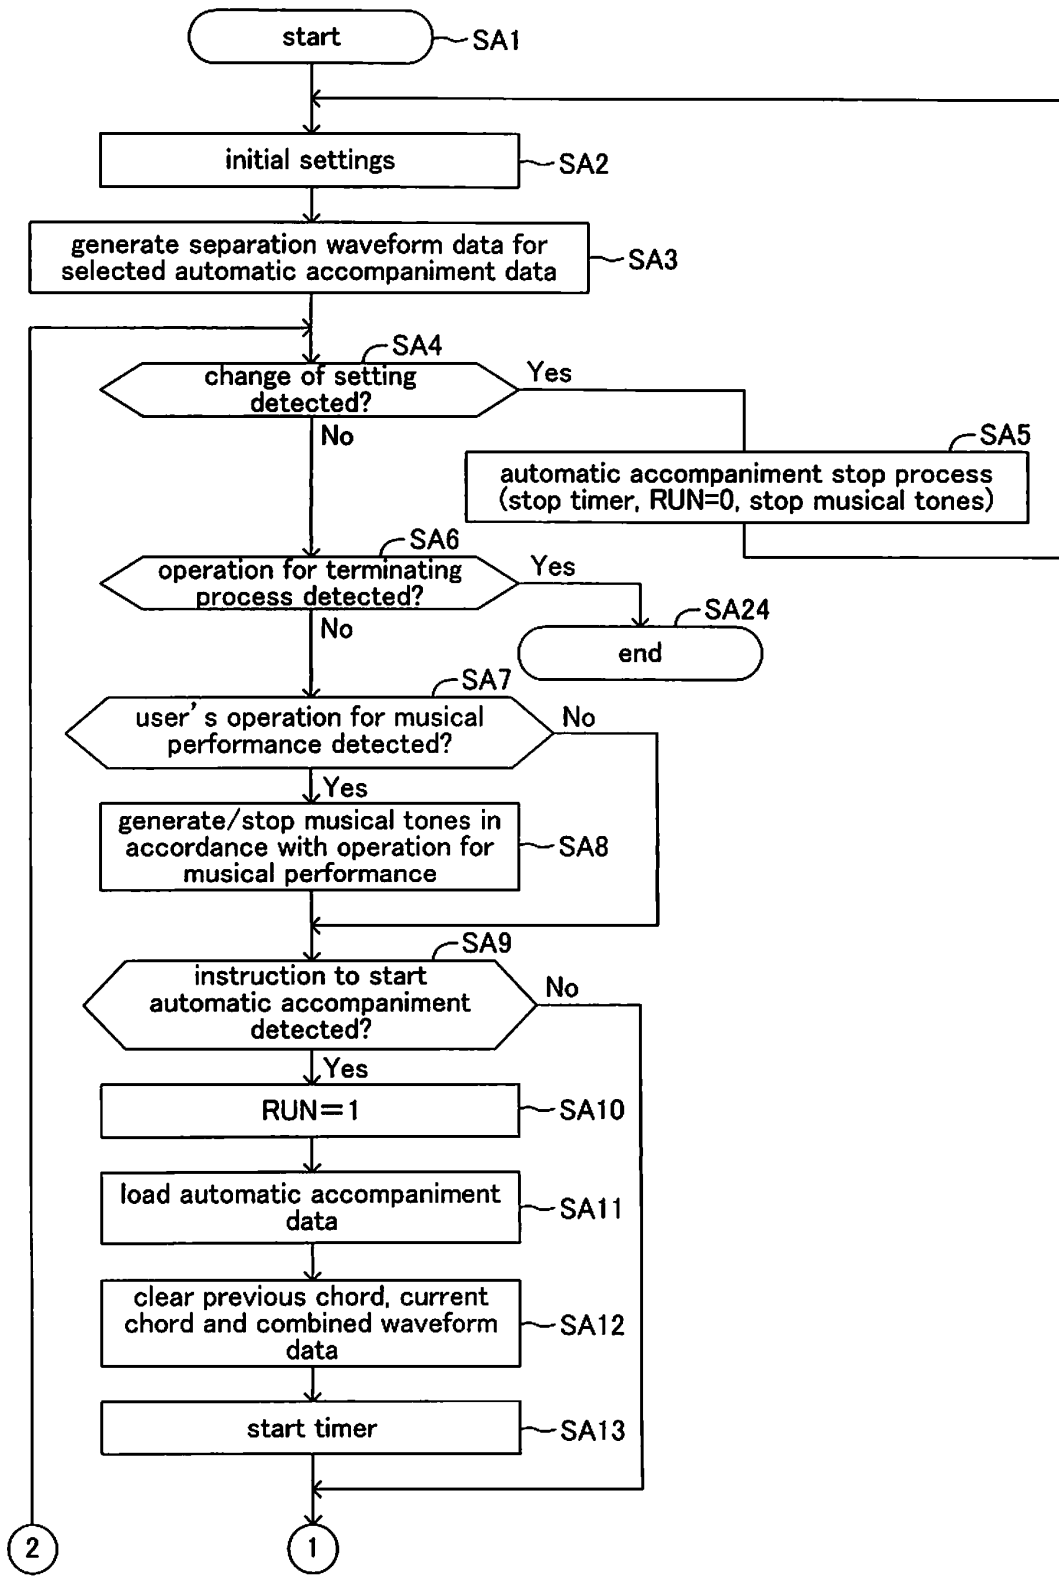 start
SA1
initial settings
SA2
generate separation waveform data for
selected automatic accompaniment data
SA3
SA4
change of setting
detected?
Yes
No
SA5
automatic accompaniment stop process
(stop timer, RUN=0, stop musical tones)
SA6
operation for terminating
process detected?
Yes
No
SA24
end
SA7
user's operation for musical
performance detected?
No
Yes
generate/stop musical tones in
accordance with operation for
musical performance
SA8
SA9
instruction to start
automatic accompaniment
detected?
No
Yes
RUN=1
SA10
load automatic accompaniment
data
SA11
clear previous chord, current
chord and combined waveform
data
SA12
start timer
SA13
2
1